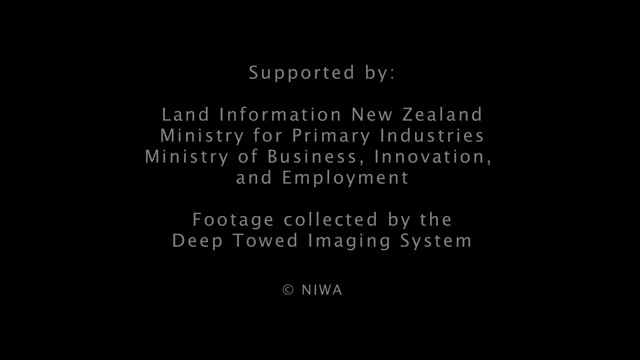 Supported by:
Land Information New Zealand
Ministry for Primary Industries
Ministry of Business, Innovation,
and Employment
Footage collected by the
Deep Towed Imaging System
© NIWA